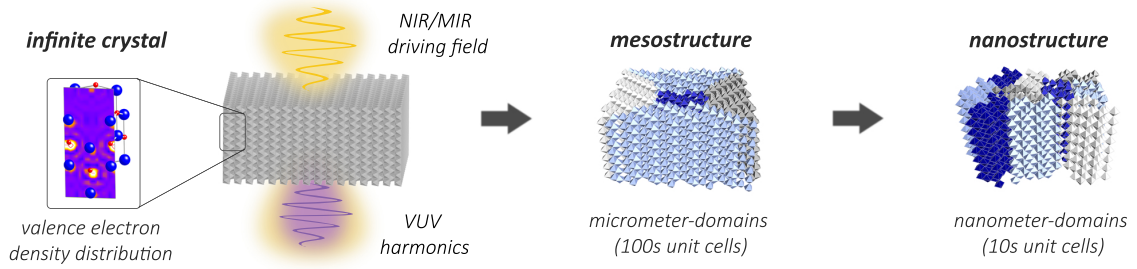 infinite crystal
valence electron
density distribution
NIR/MIR
driving field
VUV
harmonics
mesostructure
micrometer-domains
(100s unit cells)
nanostructure
nanometer-domains
(10s unit cells)